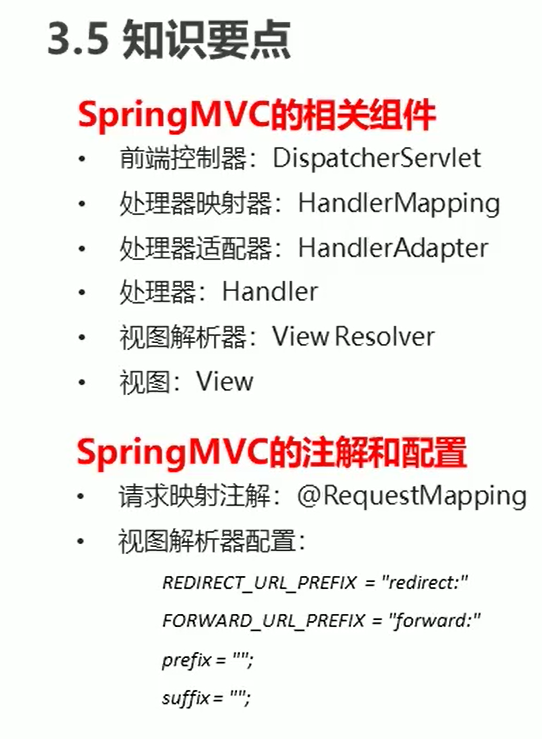 3.5 知识要点
SpringMVC的相关组件
• 前端控制器：DispatcherServlet
• 处理器映射器：HandlerMapping
• 处理器适配器：HandlerAdapter
• 处理器：Handler
• 视图解析器：View Resolver
• 视图：View
SpringMVC的注解和配置
• 请求映射注解：@RequestMapping
• 视图解析器配置：
REDIRECT_URL_PREFIX = "redirect:"
FORWARD_URL_PREFIX = "forward:"
prefix = "";
suffix = "";